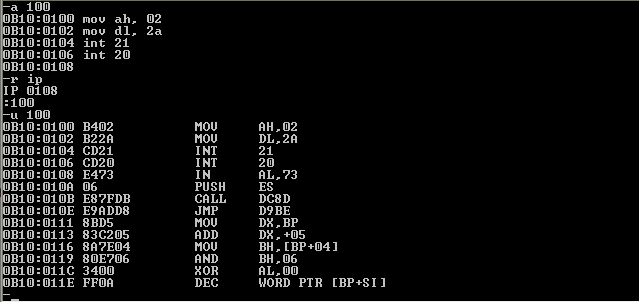 -a 100
0B10:0100 mov ah, 02
0B10:0102 mov dl, 2a
0B10:0104 int 21
0B10:0106 int 20
0B10:0108
-r ip
IP 0108
:100
-u 100
0B10:0100 B402 MOV AH,02
0B10:0102 B22A MOV DL,2A
0B10:0104 CD21 INT 21
0B10:0106 CD20 INT 20
0B10:0108 E473 IN AL,73
0B10:010A 06 PUSH ES
0B10:010B E87FDB CALL DC8D
0B10:010E E9ADD8 JMP D9BE
0B10:0111 8BD5 MOV DX,BP
0B10:0113 83C205 ADD DX,+05
0B10:0116 8A7E04 MOV BH,[BP+04]
0B10:0119 80E706 AND BH,06
0B10:011C 3400 XOR AL,00
0B10:011E FF0A DEC WORD PTR [BP+SI]
-